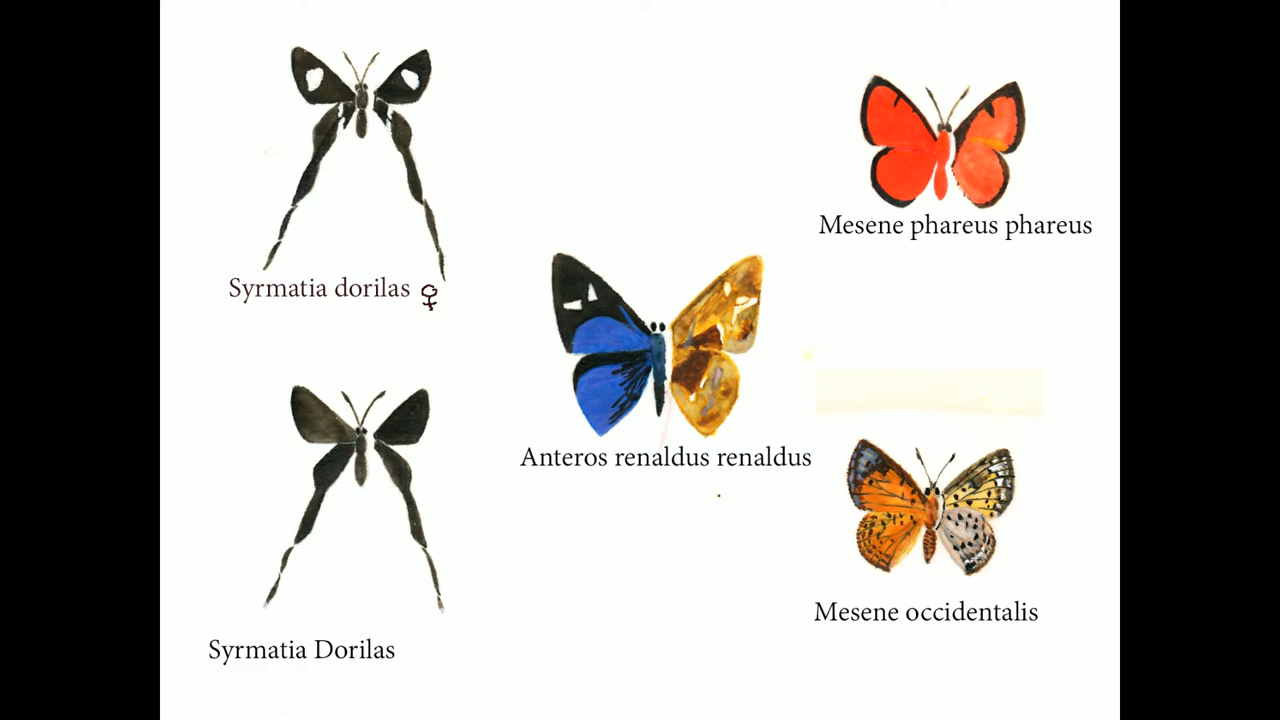 Mesene phareus phareus
Syrmatia dorilas ♀
Anteros renaldus renaldus
Mesene occidentalis
Syrmatia Dorilas